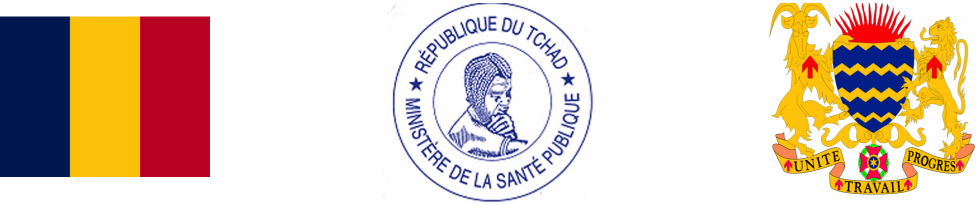 RÉPUBLIQUE DU TCHAD
MINISTÈRE DE LA SANTÉ PUBLIQUE
UNITE
TRAVAIL
PROGRES